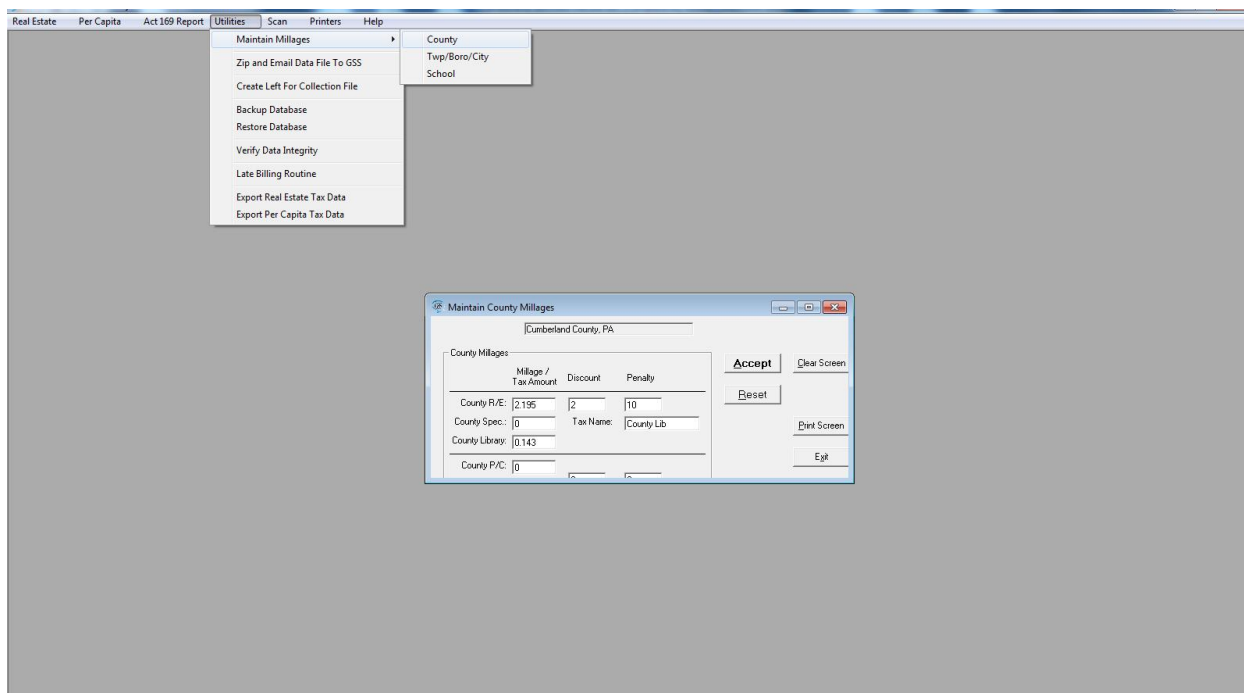 Real Estate Per Capita Act 169 Report Utilities Scan Printers Help
Maintain Millages
Zip and Email Data File To GSS
Create Left For Collection File
Backup Database
Restore Database
Verify Data Integrity
Late Billing Routine
Export Real Estate Tax Data
Export Per Capita Tax Data
County
Twp/Boro/City
School
Maintain County Millages
Cumberland County, PA
County Millages
Millage /
Tax Amount Discount Penalty
County R/E: 2.195 2 10
County Spec.: 0 Tax Name: County Lib
County Library: 0.143
County P/C: 0
Accept
Reset
Clear Screen
Print Screen
Exit